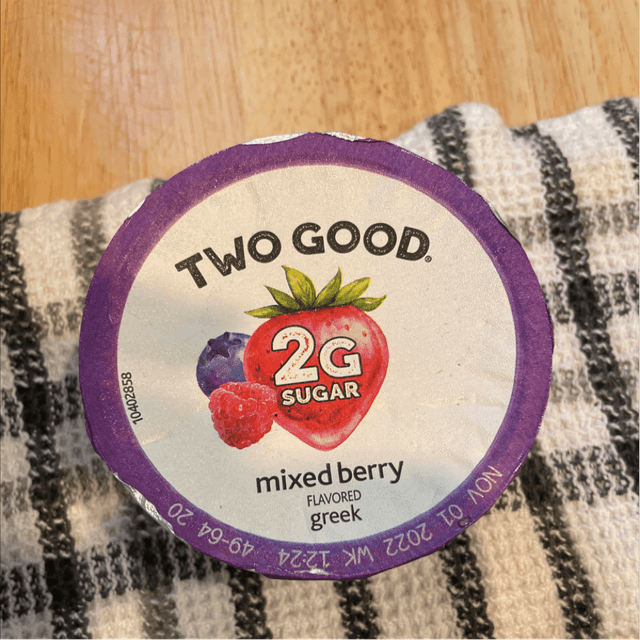 TWO GOOD®
2G
SUGAR
mixed berry
FLAVORED
greek
10402858
NOV 01 2022 WK 12:24 49-64 20